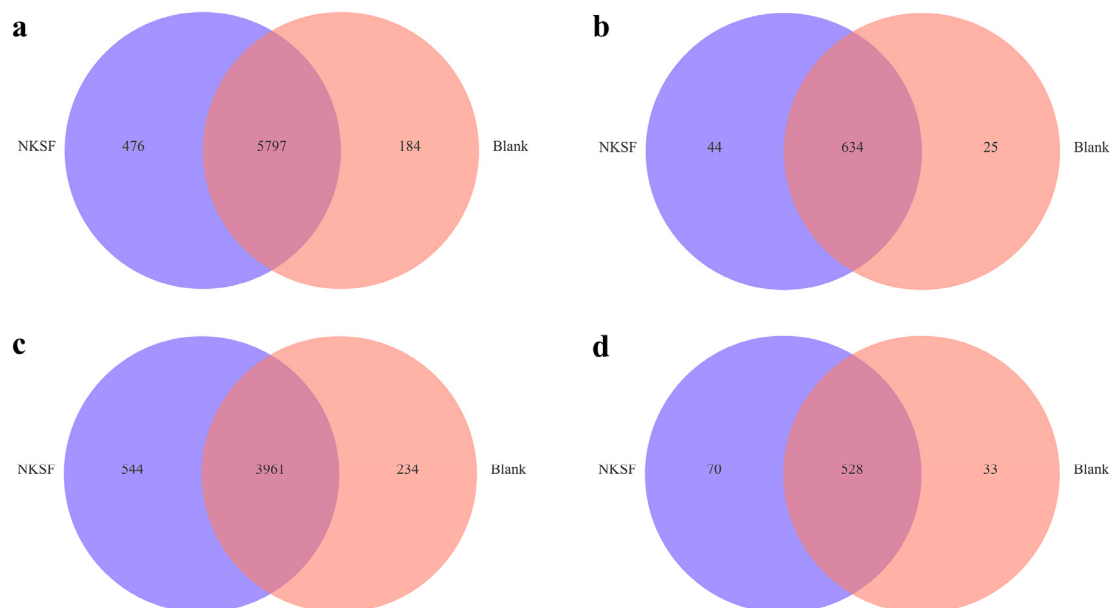 a
NKSF 476 5797 184 Blank
b
NKSF 44 634 25 Blank
c
NKSF 544 3961 234 Blank
d
NKSF 70 528 33 Blank